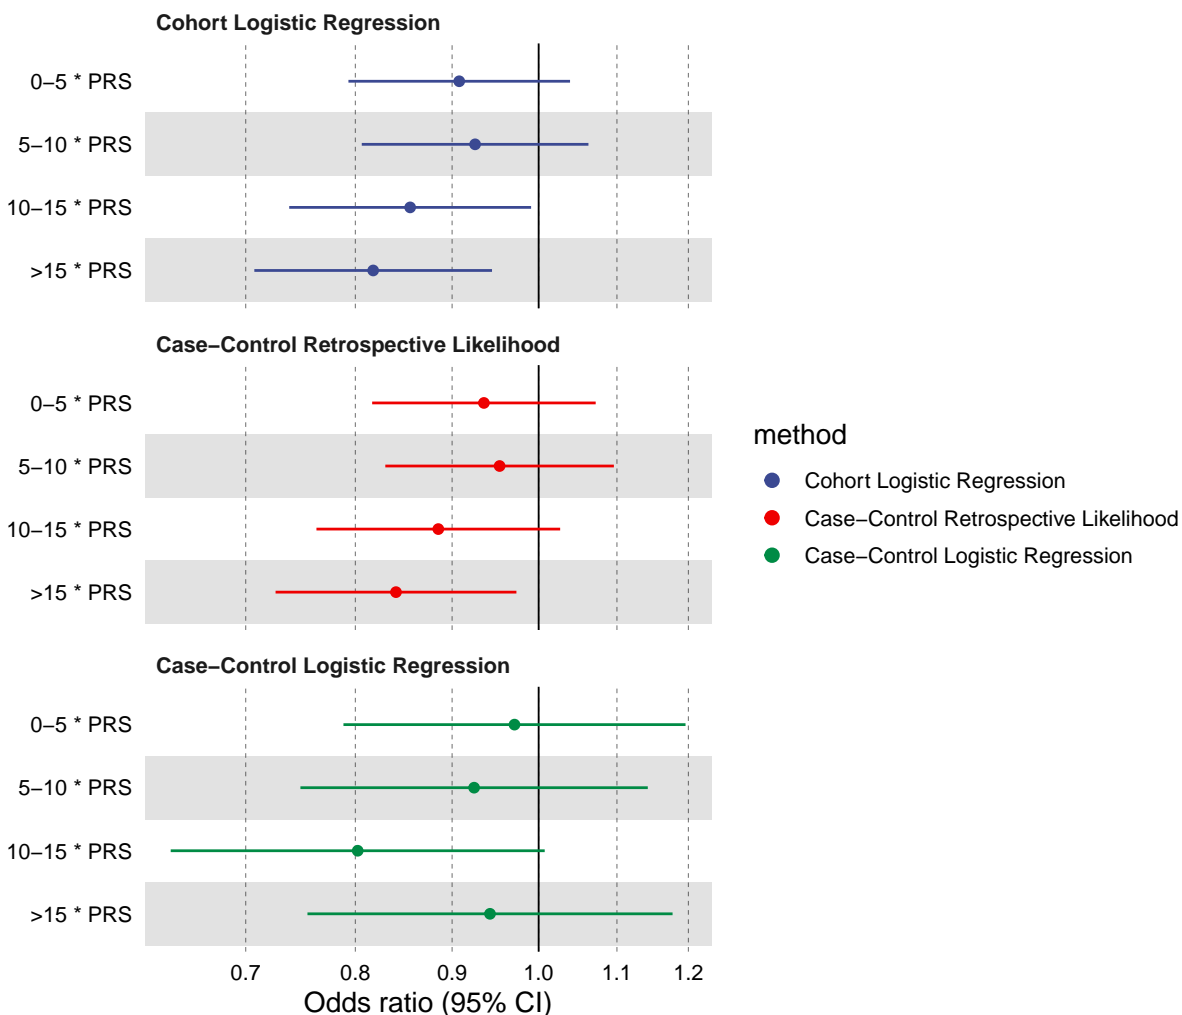 Cohort Logistic Regression
0–5 * PRS
5–10 * PRS
10–15 * PRS
>15 * PRS
Case–Control Retrospective Likelihood
0–5 * PRS
5–10 * PRS
10–15 * PRS
>15 * PRS
Case–Control Logistic Regression
0–5 * PRS
5–10 * PRS
10–15 * PRS
>15 * PRS
0.7 0.8 0.9 1.0 1.1 1.2
Odds ratio (95% CI)
method
Cohort Logistic Regression
Case–Control Retrospective Likelihood
Case–Control Logistic Regression